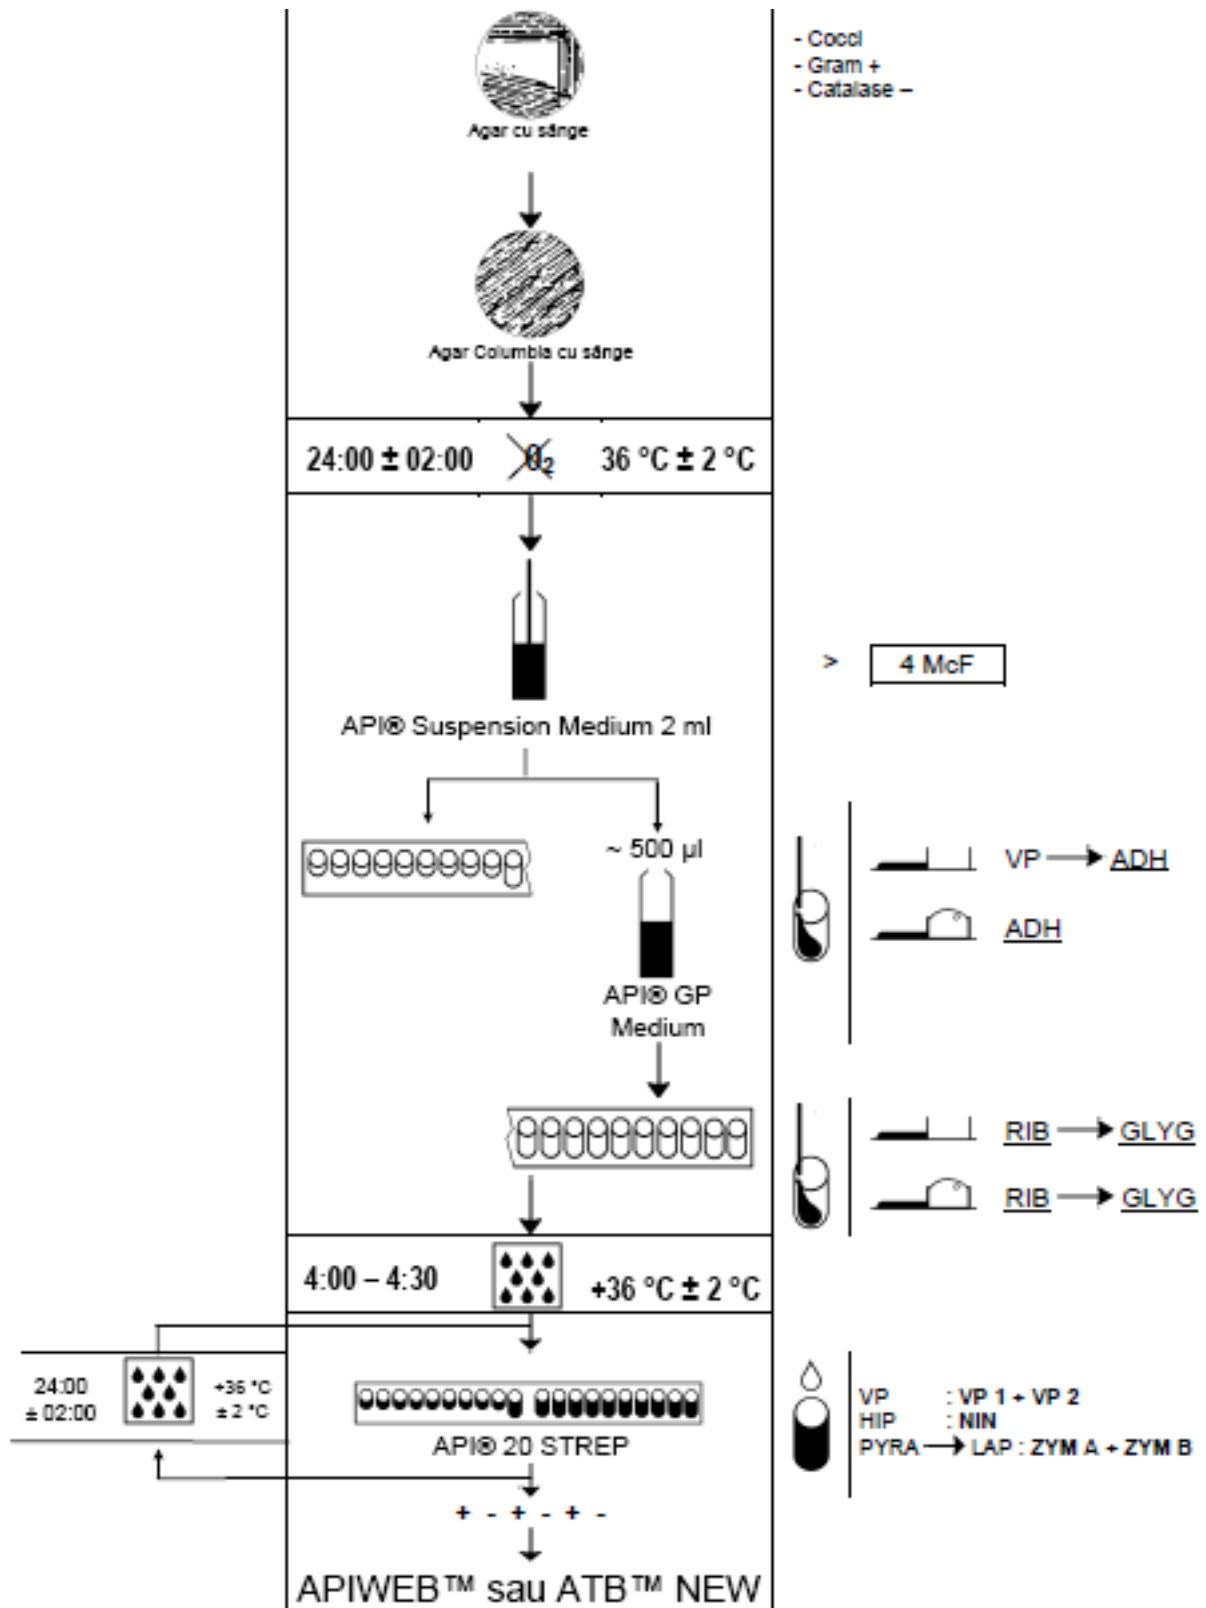 - Cocci
- Gram +
- Catalase –
Agar cu sânge
Agar Columbia cu sânge
24:00 ± 02:00 O₂ 36 °C ± 2 °C
> 4 McF
API® Suspension Medium 2 ml
~ 500 µl
VP → ADH
ADH
API® GP
Medium
RIB → GLYG
RIB → GLYG
4:00 – 4:30 +36 °C ± 2 °C
24:00
± 02:00
+36 °C
± 2 °C
VP : VP 1 + VP 2
HIP : NIN
PYRA → LAP : ZYM A + ZYM B
API® 20 STREP
+ - + - + -
APIWEB™ sau ATB™ NEW